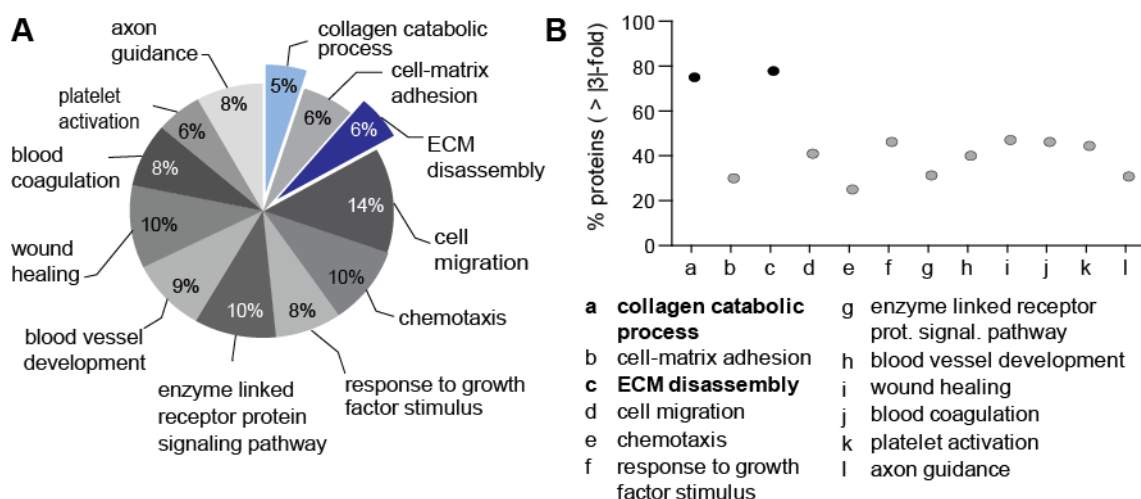 A
axon
guidance
collagen catabolic
process
cell-matrix
adhesion
ECM
disassembly
cell
migration
chemotaxis
response to growth
factor stimulus
enzyme linked
receptor protein
signaling pathway
blood vessel
development
wound
healing
blood
coagulation
platelet
activation
5%
6%
6%
14%
10%
8%
10%
9%
10%
8%
6%
8%
B
% proteins ( > |3|-fold)
100
80
60
40
20
0
a b c d e f g h i j k l
a collagen catabolic
process
b cell-matrix adhesion
c ECM disassembly
d cell migration
e chemotaxis
f response to growth
factor stimulus
g enzyme linked receptor
prot. signal. pathway
h blood vessel development
i wound healing
j blood coagulation
k platelet activation
l axon guidance